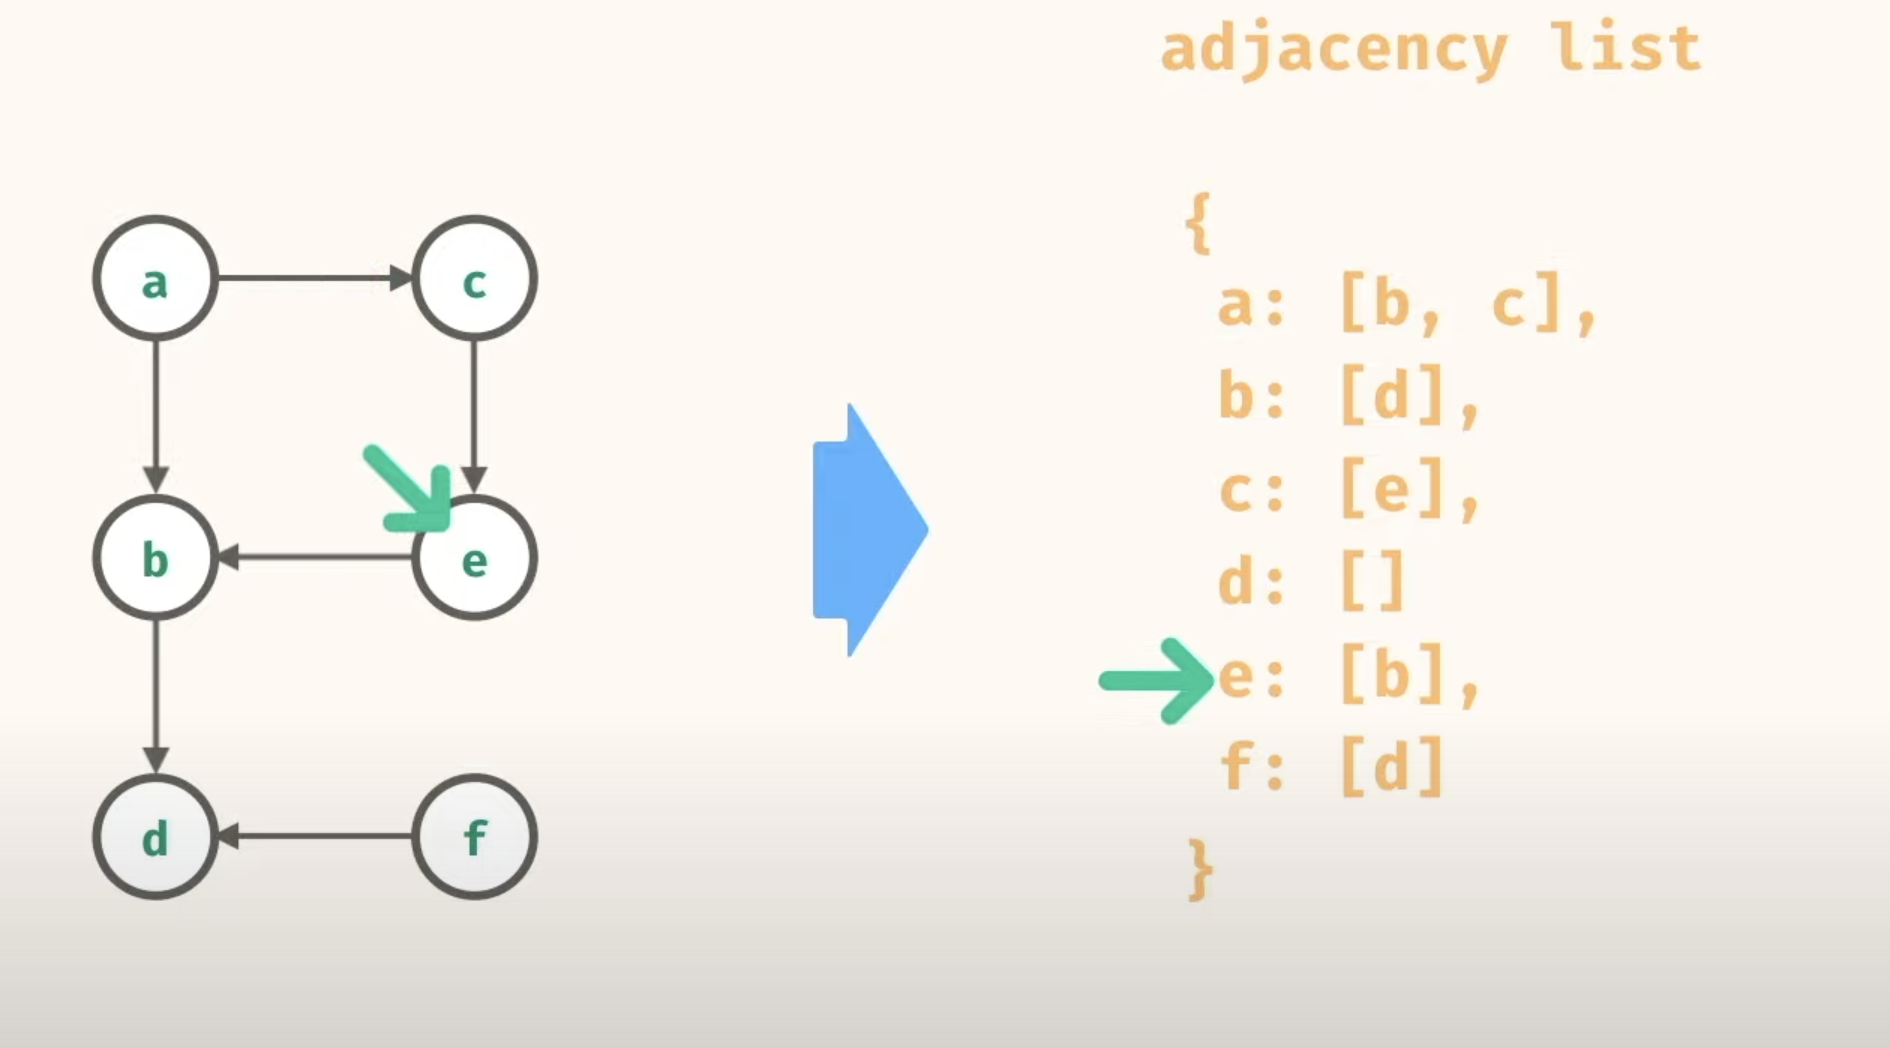 adjacency list
a
c
b
e
d
f
{
a: [b, c],
b: [d],
c: [e],
d: []
e: [b],
f: [d]
}